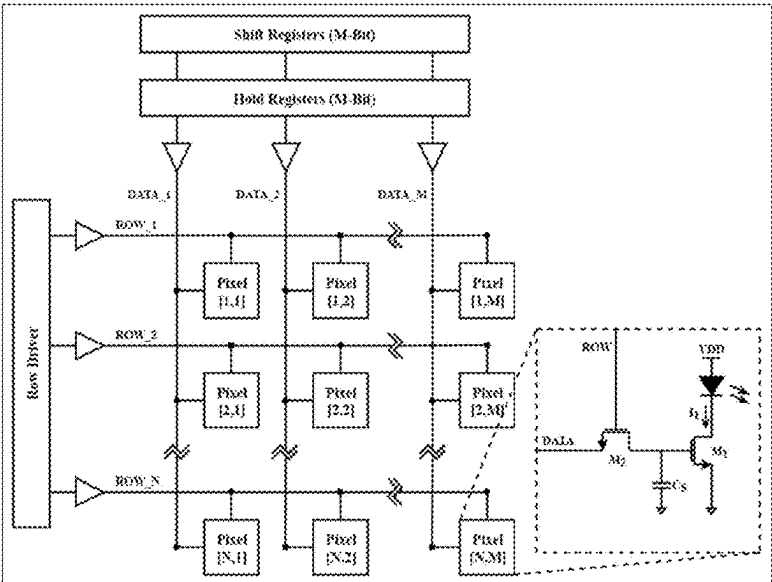 Shift Registers (M-Bit)
Hold Registers (M-Bit)
DATA_1
DATA_2
DATA_M
Row Driver
ROW_1
Pixel
[1,1]
Pixel
[1,2]
Pixel
[1,M]
ROW_2
Pixel
[2,1]
Pixel
[2,2]
Pixel
[2,M]
ROW_N
Pixel
[N,1]
Pixel
[N,2]
Pixel
[N,M]
ROW
VDD
I₁
DATA
M₂
M₁
Cs